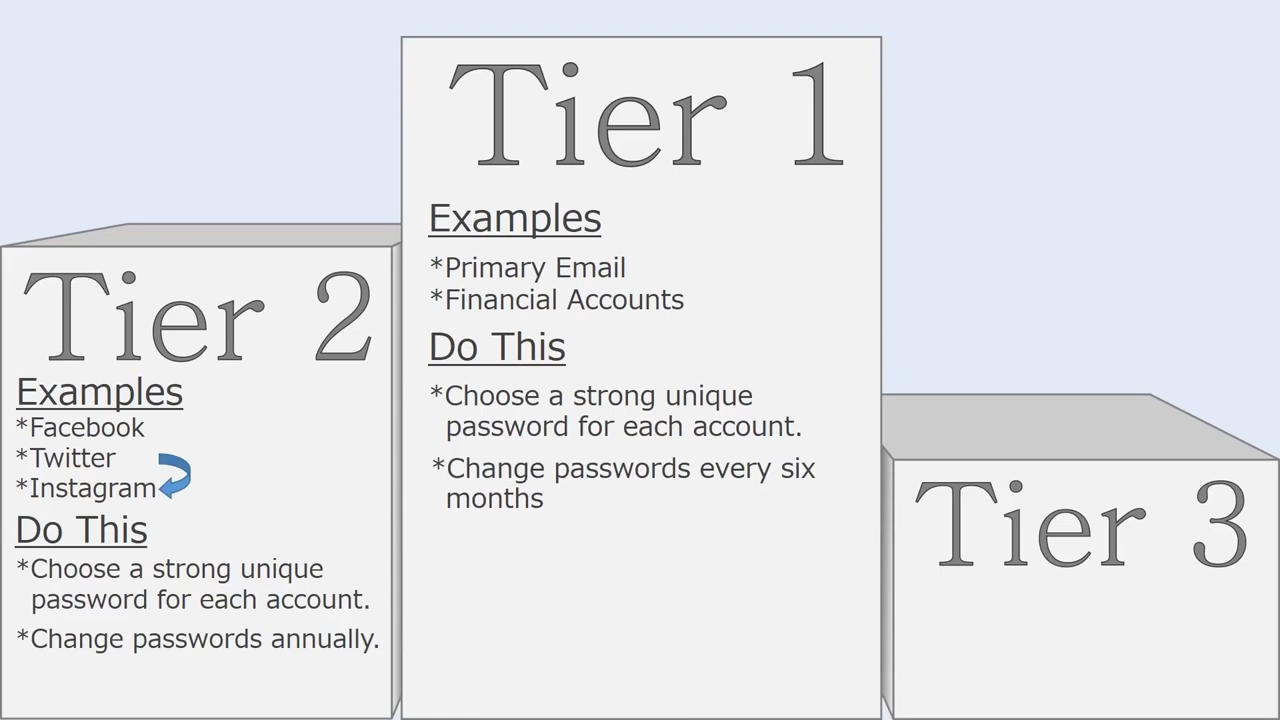 Tier 2
Examples
*Facebook
*Twitter
*Instagram
Do This
*Choose a strong unique
password for each account.
*Change passwords annually.
Tier 1
Examples
*Primary Email
*Financial Accounts
Do This
*Choose a strong unique
password for each account.
*Change passwords every six
months
Tier 3